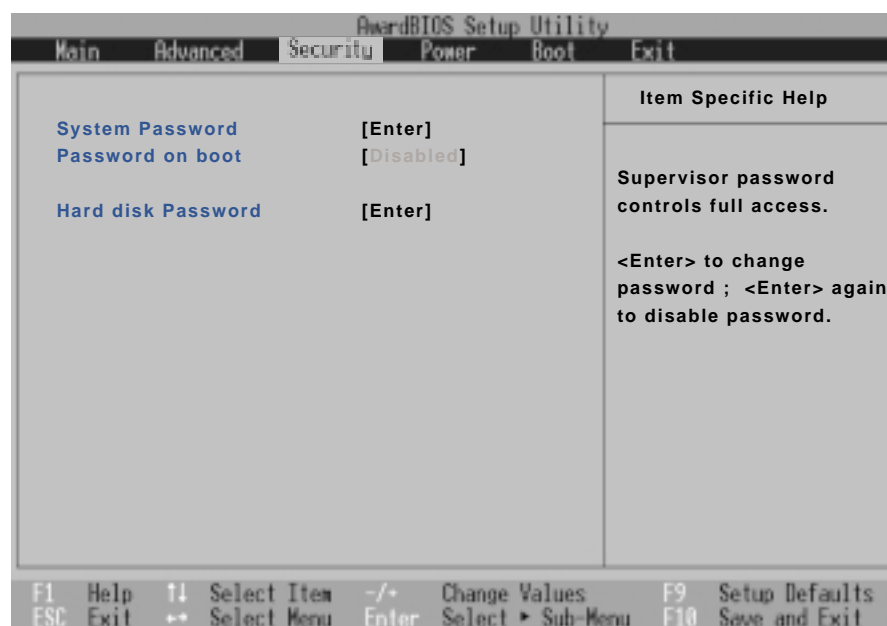 AwardBIOS Setup Utility
Main Advanced Security Power Boot Exit
System Password [Enter]
Password on boot [Disabled]
Hard disk Password [Enter]
Item Specific Help
Supervisor password
controls full access.
<Enter> to change
password ; <Enter> again
to disable password.
F1 Help ↑↓ Select Item -/+ Change Values F9 Setup Defaults
ESC Exit ←→ Select Menu Enter Select ► Sub-Menu F10 Save and Exit